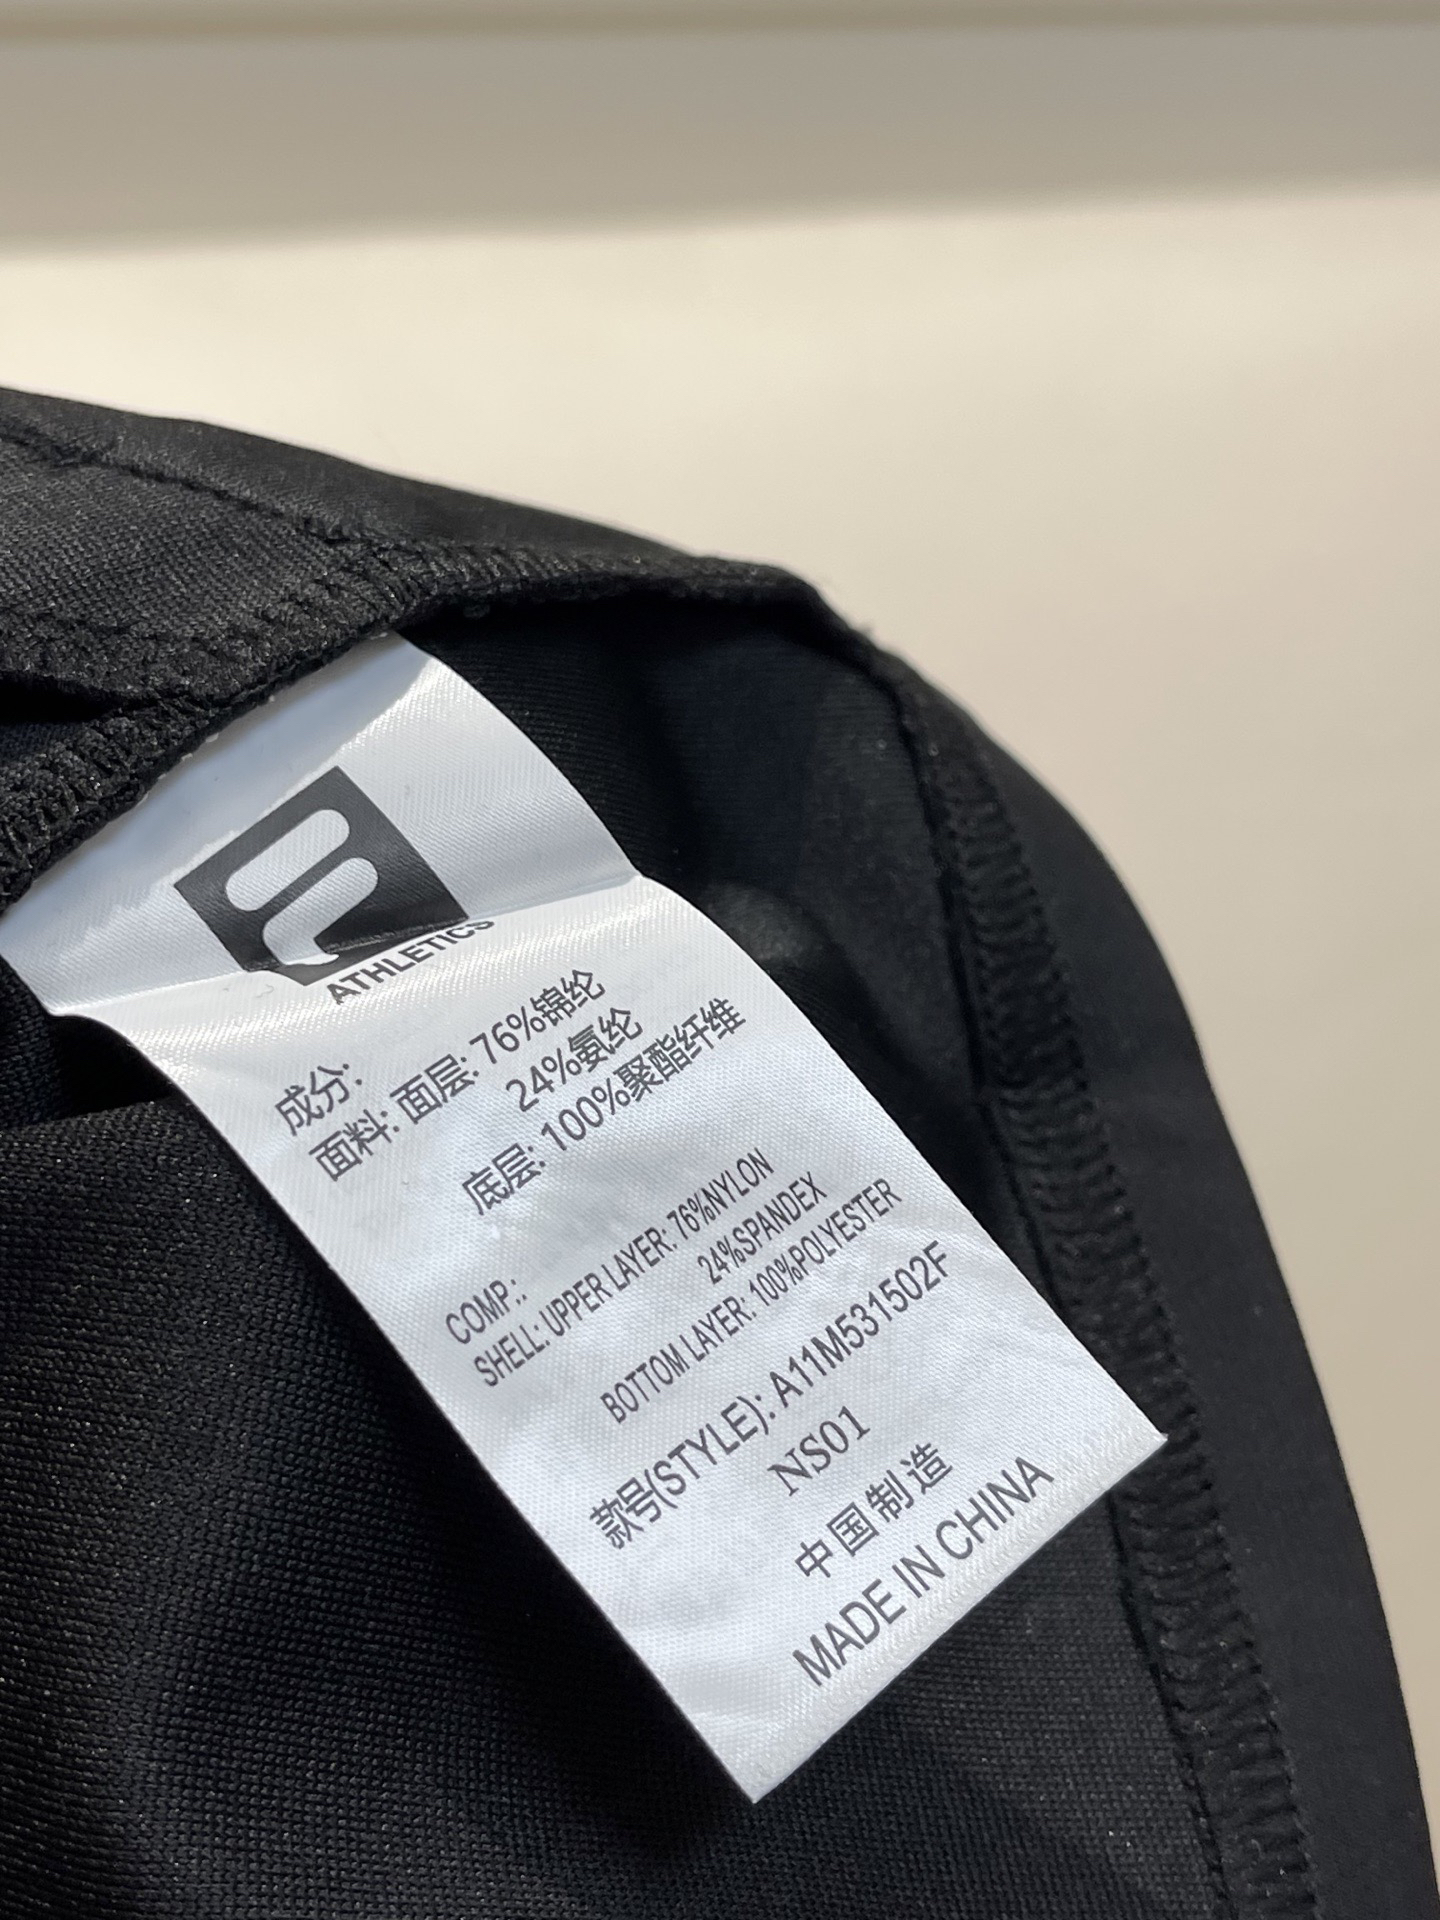 ATHLETICS
成分:
面料: 面层: 76%锦纶
24%氨纶
底层: 100%聚酯纤维
COMP.:
SHELL: UPPER LAYER: 76%NYLON
24%SPANDEX
BOTTOM LAYER: 100%POLYESTER
款号(STYLE): A11M531502F
NS01
中国制造
MADE IN CHINA